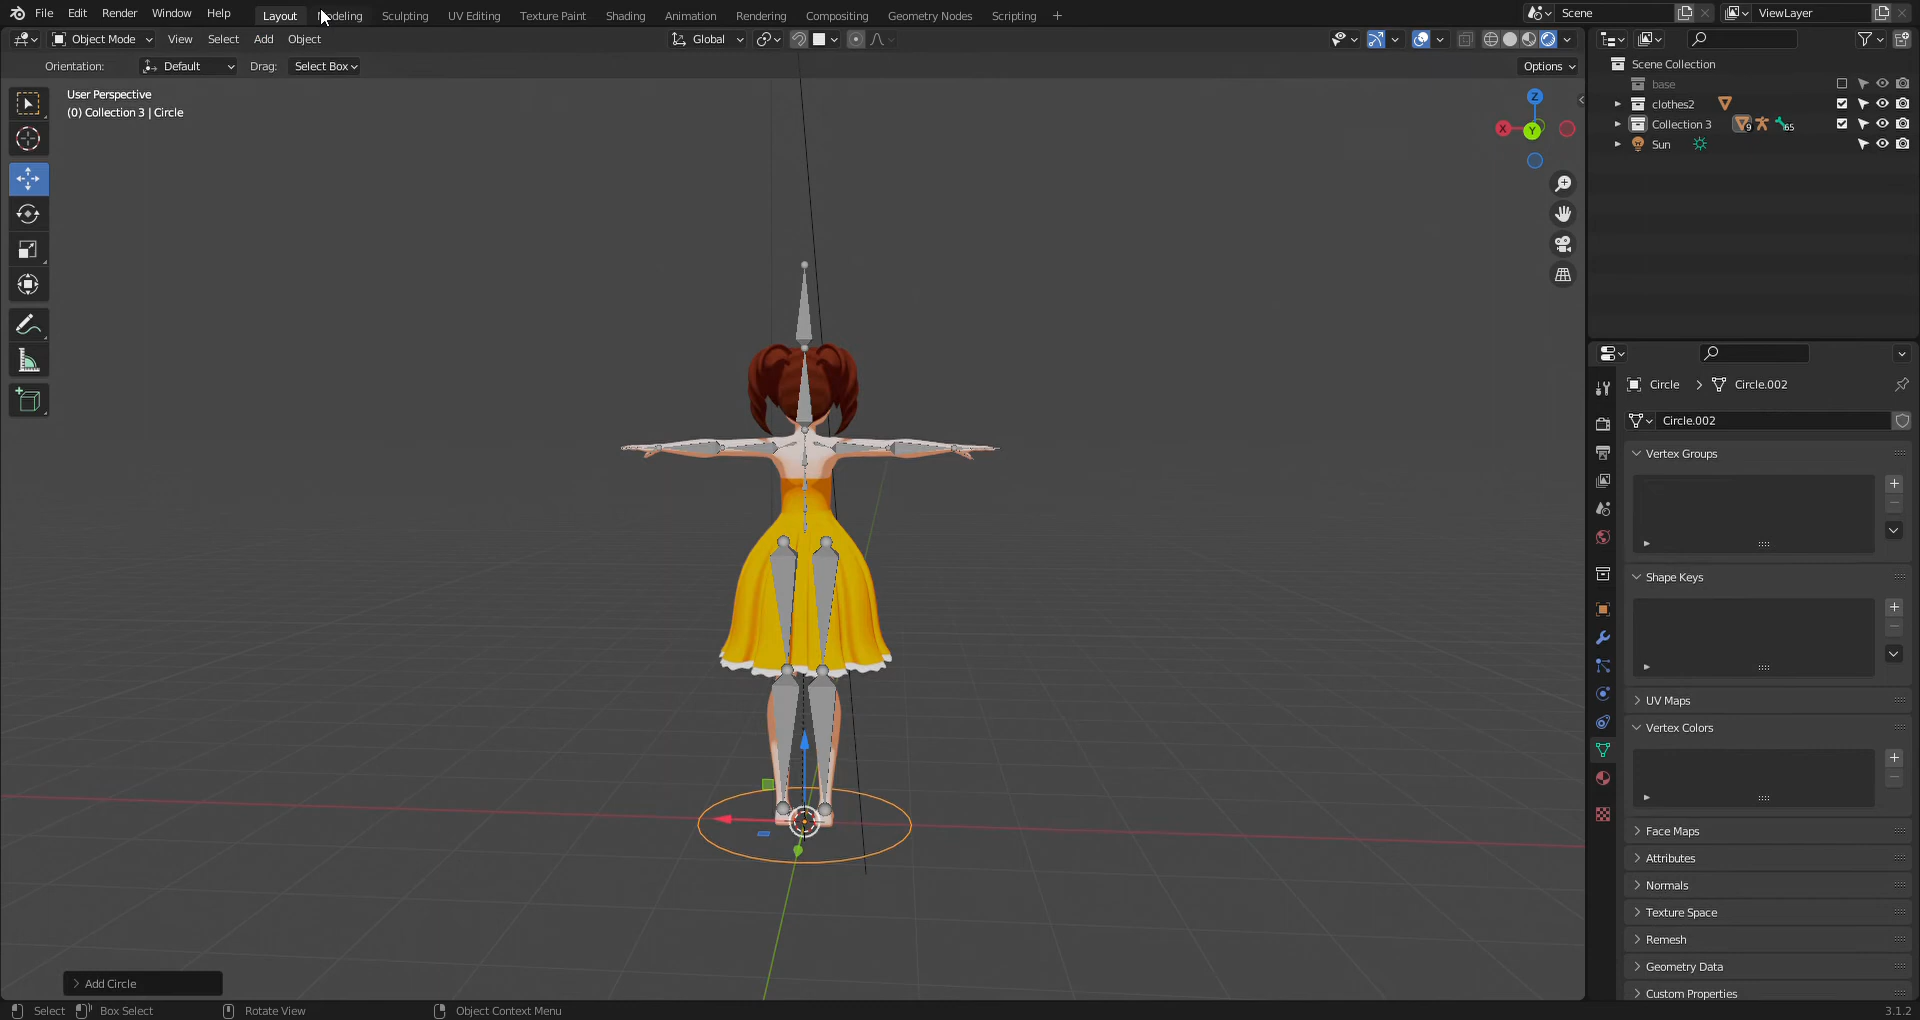 File Edit Render Window Help Layout Modeling Sculpting UV Editing Texture Paint Shading Animation Rendering Compositing Geometry Nodes Scripting + Scene ViewLayer
Object Mode View Select Add Object Global
Orientation: Default Drag: Select Box Options
User Perspective
(0) Collection 3 | Circle
Z
X
Y
Scene Collection
base
clothes2
Collection 3 9 65
Sun
Circle > Circle.002
Circle.002
Vertex Groups
Shape Keys
UV Maps
Vertex Colors
Face Maps
Attributes
Normals
Texture Space
Remesh
Geometry Data
Custom Properties
Add Circle
Select Box Select Rotate View Object Context Menu 3.1.2